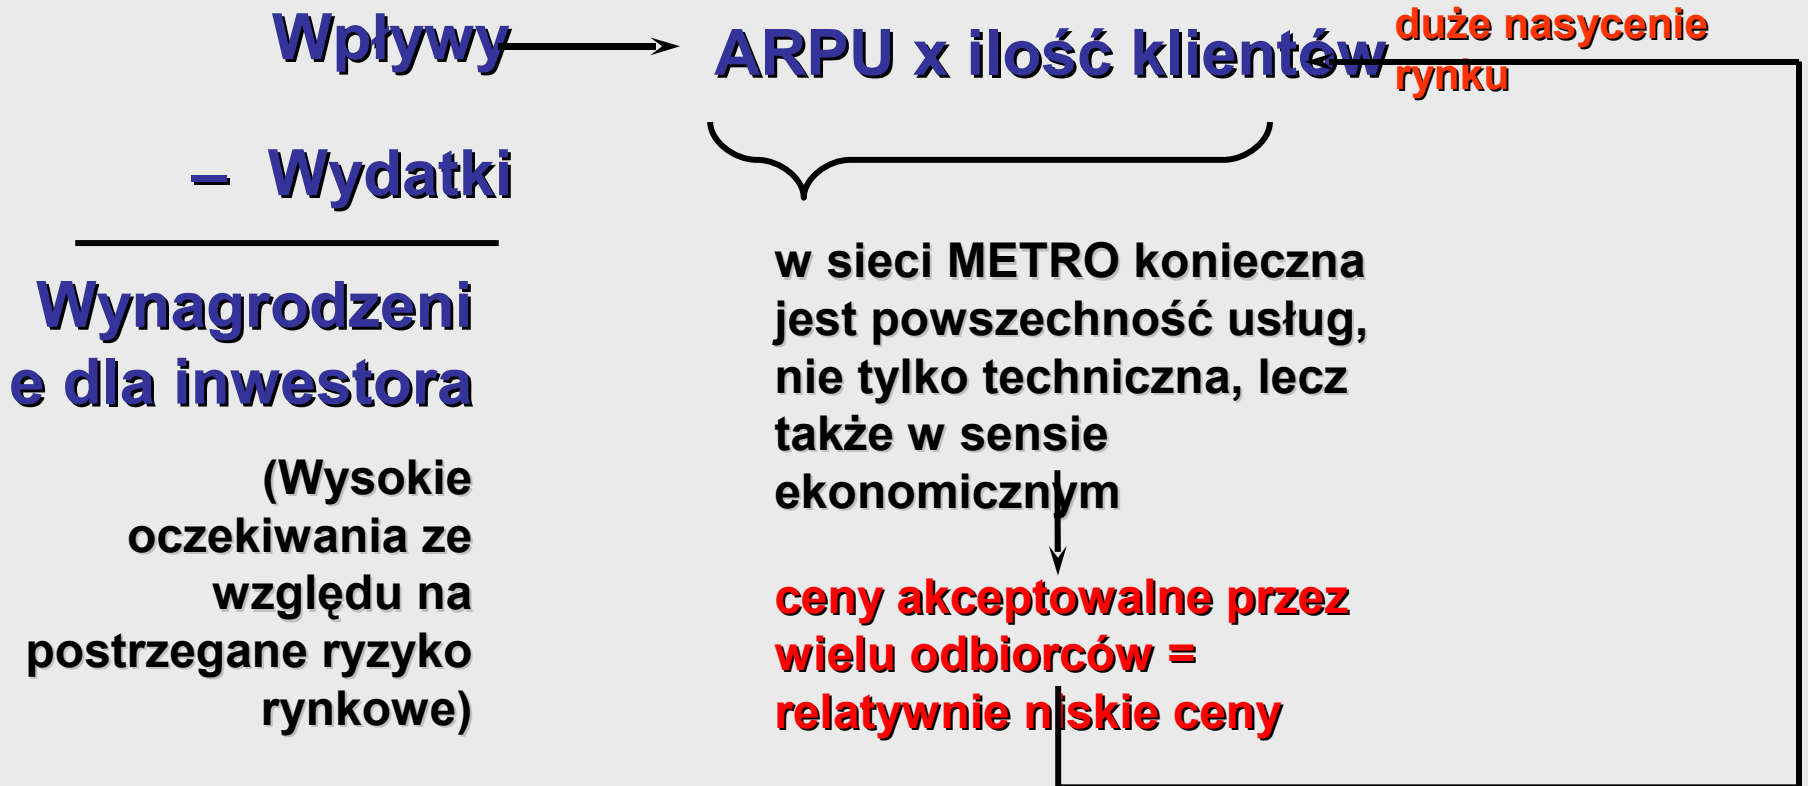 Wpływy
– Wydatki
Wynagrodzeni
e dla inwestora
(Wysokie
oczekiwania ze
względu na
postrzegane ryzyko
rynkowe)
ARPU x ilość klientów
duże nasycenie
rynku
w sieci METRO konieczna
jest powszechność usług,
nie tylko techniczna, lecz
także w sensie
ekonomicznym
ceny akceptowalne przez
wielu odbiorców =
relatywnie niskie ceny